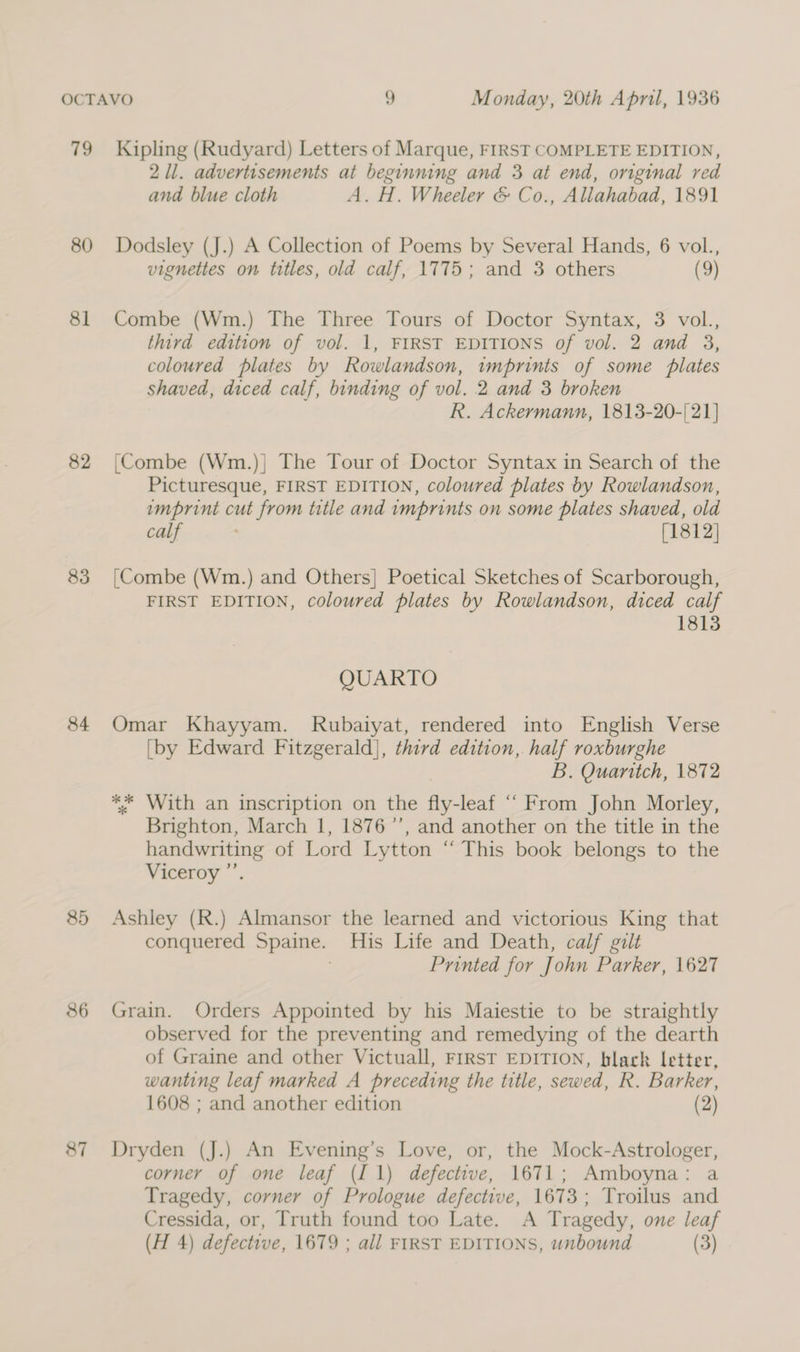 OCTAVO 9 Monday, 20th April, 1936
79 Kipling (Rudyard) Letters of Marque, FIRST COMPLETE EDITION,
2 ll. advertisements at beginning and 3 at end, original red
and blue cloth A. H. Wheeler & Co., Allahabad, 1891
80 Dodsley (J.) A Collection of Poems by Several Hands, 6 vol.,
vignettes on titles, old calf, 1775; and 3 others (9)
81 Combe (Wm.) The Three Tours of Doctor Syntax, 3 vol.,
third edition of vol. 1, FIRST EDITIONS of vol. 2 and 3,
coloured plates by Rowlandson, imprints of some plates
shaved, diced calf, binding of vol. 2 and 3 broken
R. Ackermann, 1813-20-[21]
82 [Combe (Wm.)] The Tour of Doctor Syntax in Search of the
Picturesque, FIRST EDITION, coloured plates by Rowlandson,
imprint cut from title and imprints on some plates shaved, old
calf [1812]
83 [Combe (Wm.) and Others] Poetical Sketches of Scarborough,
FIRST EDITION, coloured plates by Rowlandson, diced calf
1813
QUARTO
84 Omar Khayyam. Rubaiyat, rendered into English Verse
[by Edward Fitzgerald], third edition, half roxburghe
B. Quaritch, 1872
*** With an inscription on the fly-leaf “ From John Morley,
Brighton, March 1, 1876 ”, and another on the title in the
handwriting of Lord Lytton “ This book belongs to the
Viceroy ”.
85 Ashley (R.) Almansor the learned and victorious King that
conquered Spaine. His Life and Death, calf gilt
Printed for John Parker, 1627
86 Grain. Orders Appointed by his Maiestie to be straightly
observed for the preventing and remedying of the dearth
of Graine and other Victuall, FIRST EDITION, black letter,
wanting leaf marked A preceding the title, sewed, R. Barker,
1608 ; and another edition (2)
87 Dryden (J.) An Evening's Love, or, the Mock-Astrologer,
corner of one leaf (I 1) defective, 1671; Amboyna: a
Tragedy, corner of Prologue defective, 1673; Troilus and
Cressida, or, Truth found too Late. A Tragedy, one leaf
(H 4) defective, 1679 ; all FIRST EDITIONS, unbound (3)